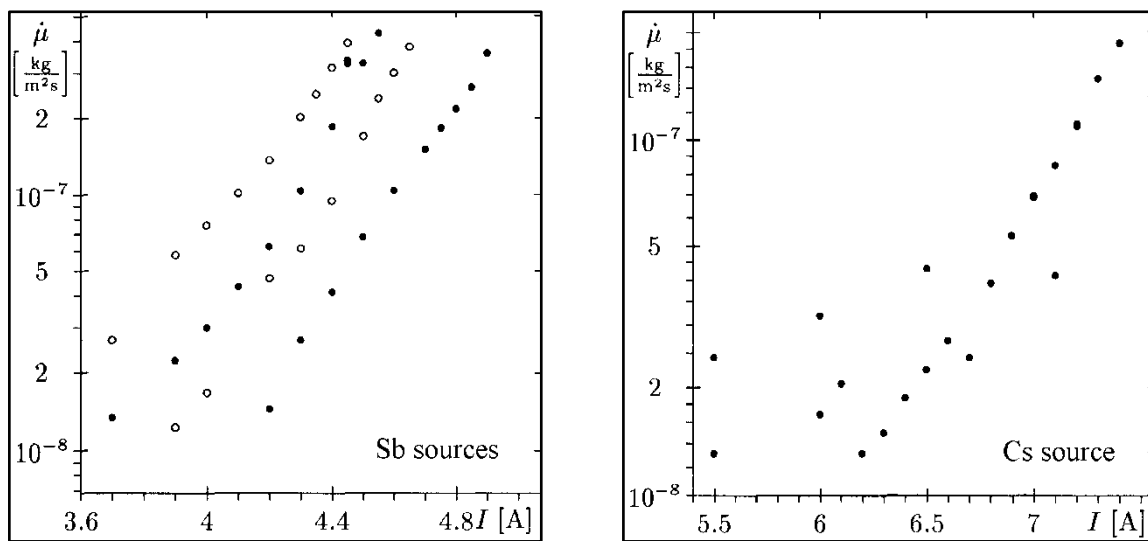 μ̇
[kg/m²s]
2
10⁻⁷
5
2
10⁻⁸
Sb sources
3.6 4 4.4 4.8 I [A]
μ̇
[kg/m²s]
10⁻⁷
5
2
10⁻⁸
Cs source
5.5 6 6.5 7 I [A]